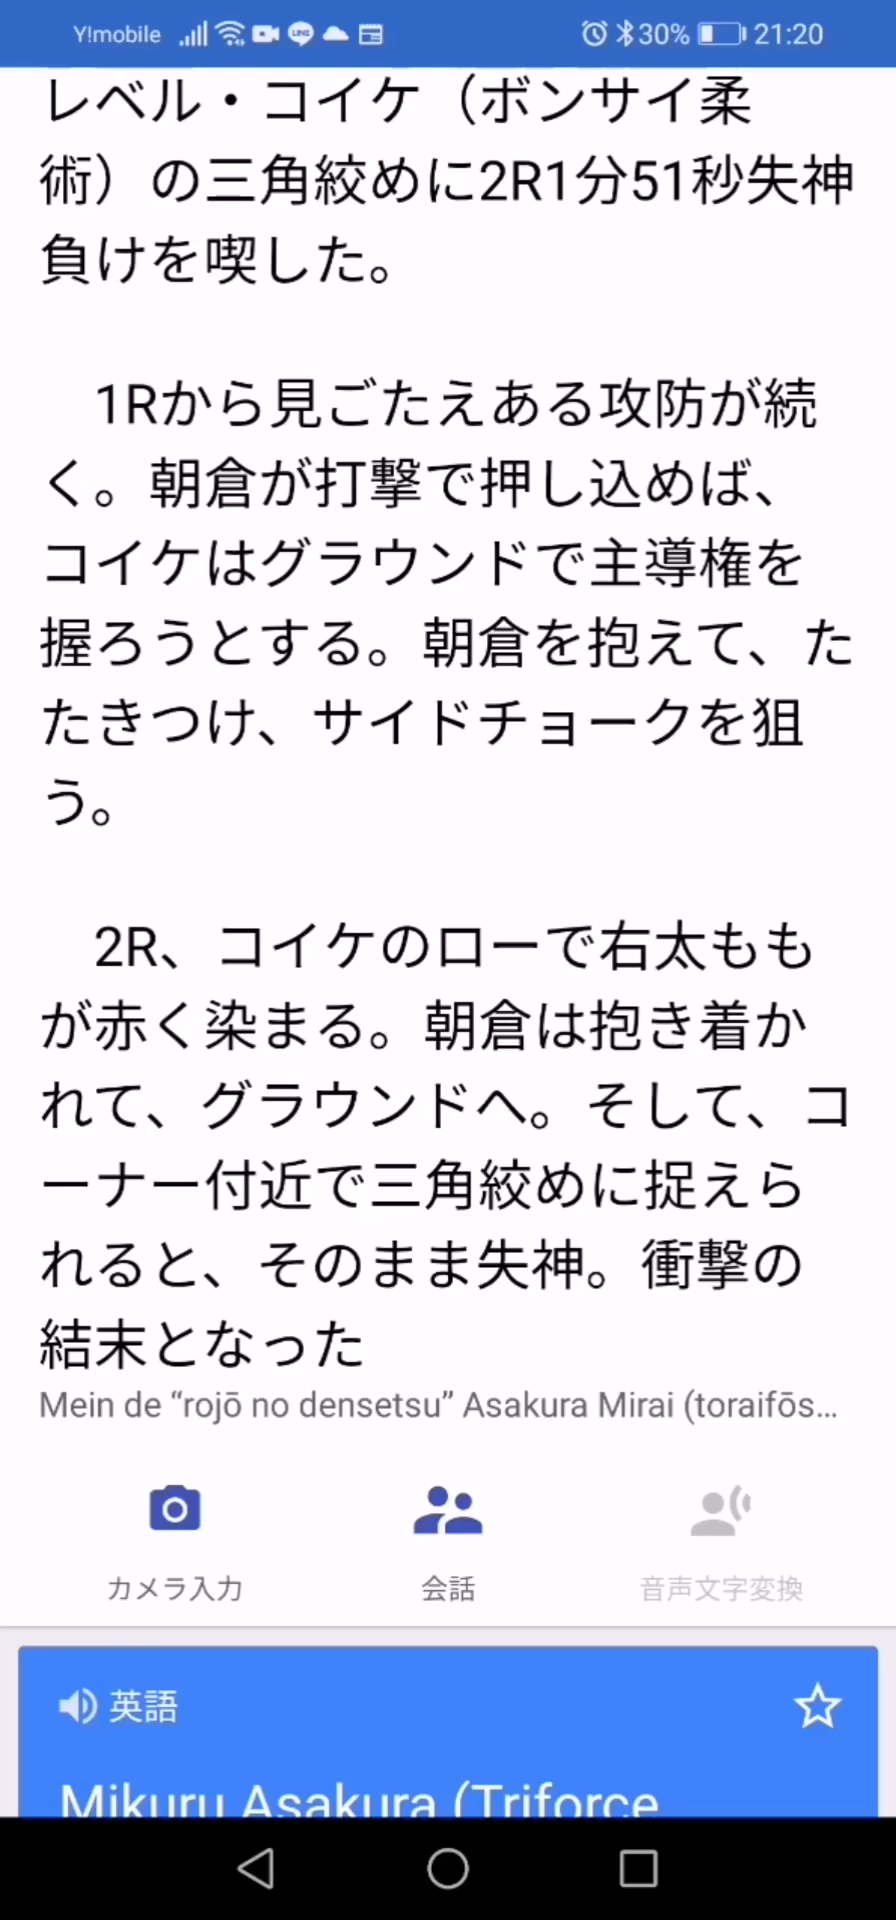 Y!mobile 30% 21:20
レベル・コイケ（ボンサイ柔
術）の三角絞めに2R1分51秒失神
負けを喫した。
1Rから見ごたえある攻防が続
く。朝倉が打撃で押し込めば、
コイケはグラウンドで主導権を
握ろうとする。朝倉を抱えて、た
たきつけ、サイドチョークを狙
う。
2R、コイケのローで右太もも
が赤く染まる。朝倉は抱き着か
れて、グラウンドへ。そして、コ
ーナー付近で三角絞めに捉えら
れると、そのまま失神。衝撃の
結末となった
Mein de “rojō no densetsu” Asakura Mirai (toraifōs...
カメラ入力 会話 音声文字変換
英語
Mikuru Asakura (Triforce